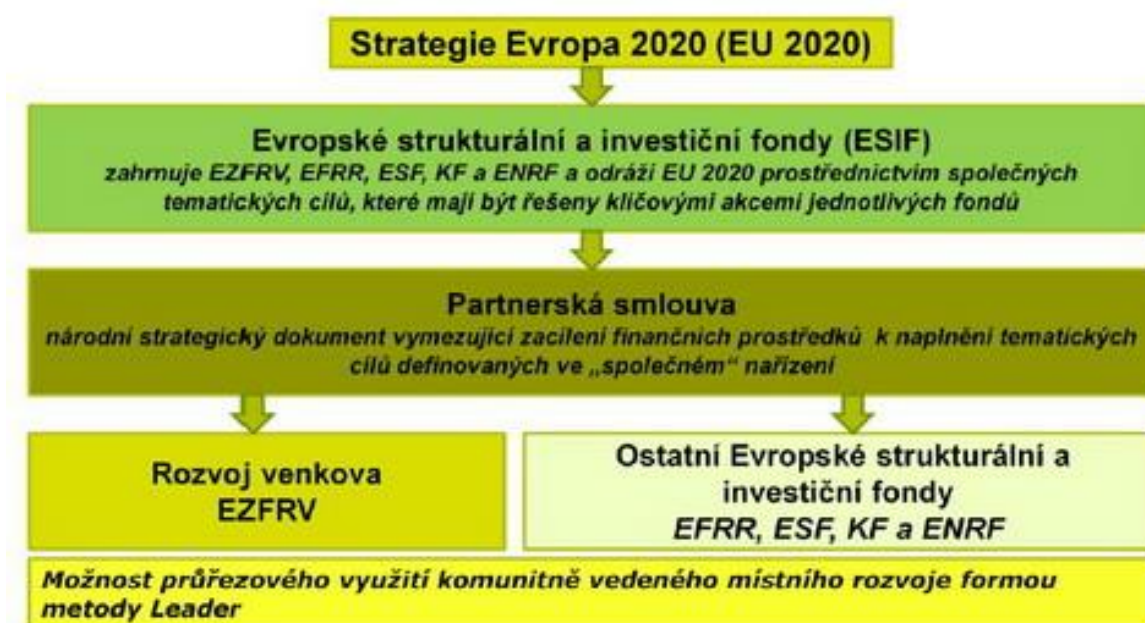 Strategie Evropa 2020 (EU 2020)
Evropské strukturální a investiční fondy (ESIF)
zahrnuje EZFRV, EFRR, ESF, KF a ENRF a odráží EU 2020 prostřednictvím společných
tematických cílů, které mají být řešeny klíčovými akcemi jednotlivých fondů
Partnerská smlouva
národní strategický dokument vymezující zacílení finančních prostředků k naplnění tematických
cílů definovaných ve „společném“ nařízení
Rozvoj venkova
EZFRV
Ostatní Evropské strukturální a
investiční fondy
EFRR, ESF, KF a ENRF
Možnost průřezového využití komunitně vedeného místního rozvoje formou
metody Leader